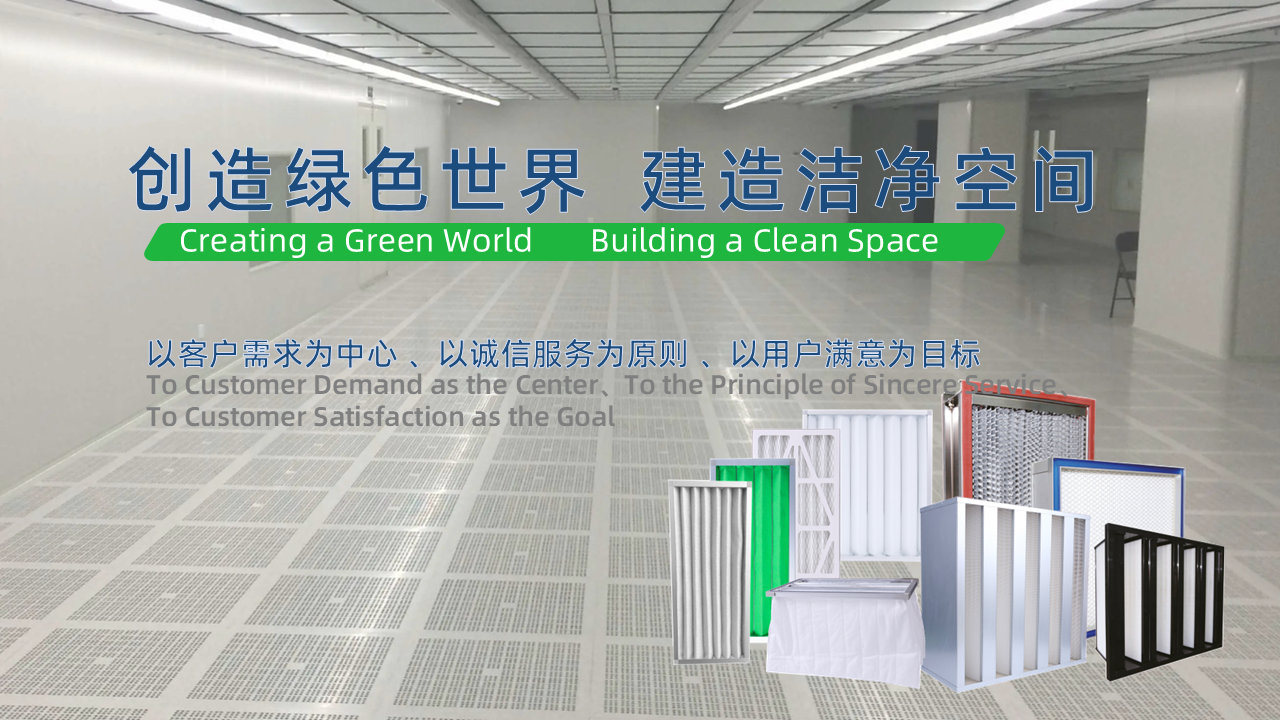 创造绿色世界 建造洁净空间
Creating a Green World Building a Clean Space
以客户需求为中心、以诚信服务为原则、以用户满意为目标
To Customer Demand as the Center、To the Principle of Sincere Service、
To Customer Satisfaction as the Goal